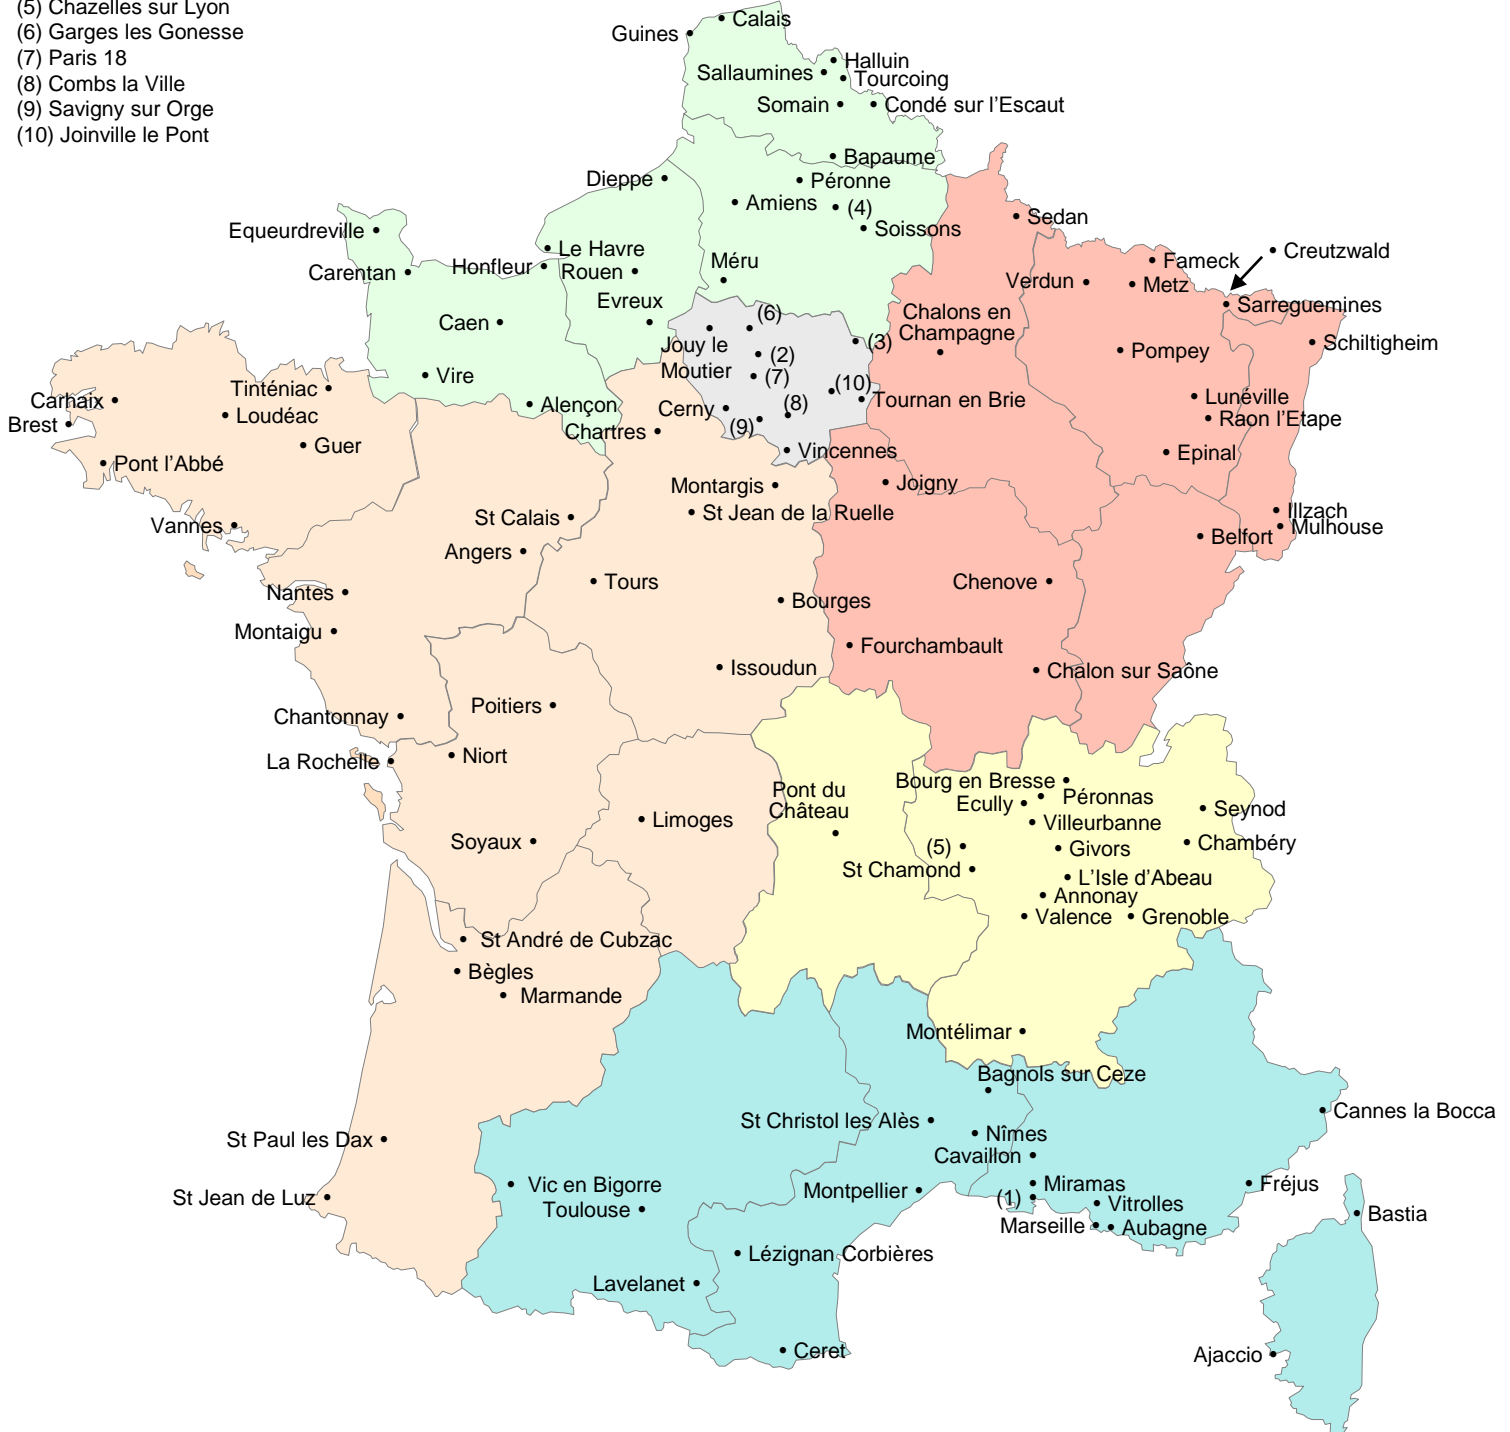 (5) Chazelles sur Lyon
(6) Garges les Gonesse
(7) Paris 18
(8) Combs la Ville
(9) Savigny sur Orge
(10) Joinville le Pont
Calais
Guines
Halluin
Sallaumines
Tourcoing
Somain
Condé sur l'Escaut
Bapaume
Dieppe
Péronne
Amiens
(4)
Soissons
Sedan
Equeurdreville
Le Havre
Honfleur
Rouen
Carentan
Méru
Evreux
Creutzwald
Fameck
Verdun
Metz
Sarreguemines
Caen
(6)
Chalons en
Champagne
Jouy le
Moutier
(3)
(2)
(7)
(10)
Pompey
Schiltigheim
Vire
Tinténiac
Carhaix
Loudéac
Brest
Alençon
Cerny
(8)
Tournan en Brie
Lunéville
Raon l'Etape
Chartres
(9)
Guer
Vincennes
Epinal
Pont l'Abbé
Montargis
Joigny
St Jean de la Ruelle
Illzach
Mulhouse
Vannes
St Calais
Belfort
Angers
Tours
Chenove
Nantes
Bourges
Montaigu
Fourchambault
Issoudun
Chalon sur Saône
Poitiers
Chantonnay
La Rochelle
Niort
Bourg en Bresse
Pont du
Château
Ecully
Péronnas
Seynod
Limoges
Villeurbanne
Soyaux
(5)
Givors
Chambéry
St Chamond
L'Isle d'Abeau
Annonay
Valence
Grenoble
St André de Cubzac
Bègles
Marmande
Montélimar
Bagnols sur Ceze
Cannes la Bocca
St Christol les Alès
St Paul les Dax
Nîmes
Cavaillon
Vic en Bigorre
Miramas
Fréjus
St Jean de Luz
Montpellier
(1)
Toulouse
Vitrolles
Marseille
Aubagne
Bastia
Lézignan Corbières
Lavelanet
Ceret
Ajaccio